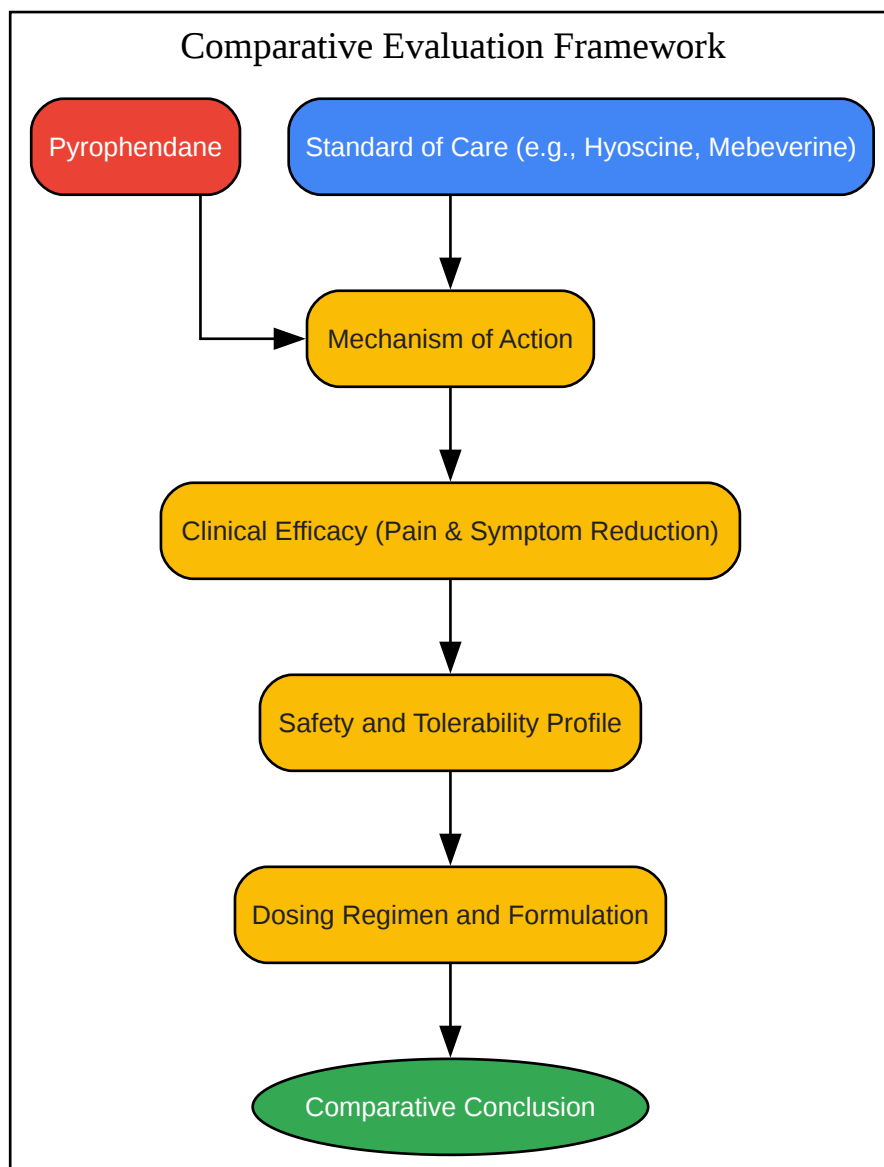 Comparative Evaluation Framework
Pyrophendane
Standard of Care (e.g., Hyoscine, Mebeverine)
Mechanism of Action
Clinical Efficacy (Pain & Symptom Reduction)
Safety and Tolerability Profile
Dosing Regimen and Formulation
Comparative Conclusion